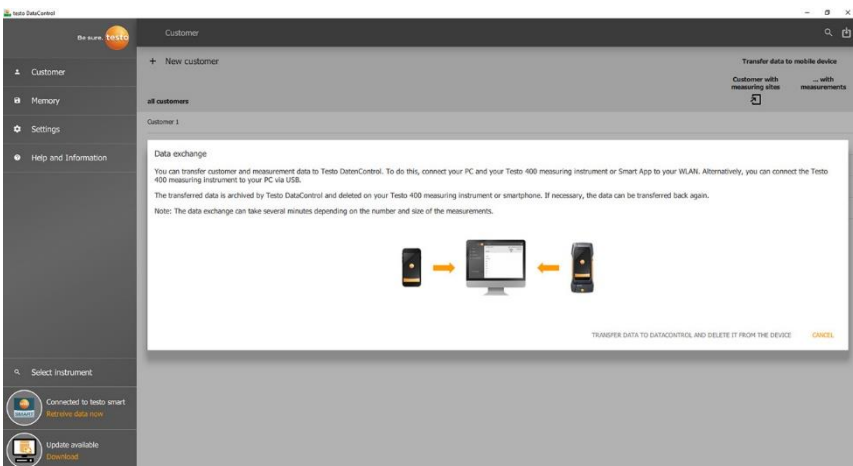 testo DataControl
Be sure. testo
Customer
Customer
Memory
Settings
Help and Information
+ New customer
Transfer data to mobile device
Customer with
measuring sites
... with
measurements
all customers
Customer 1
Data exchange
You can transfer customer and measurement data to Testo DatenControl. To do this, connect your PC and your Testo 400 measuring instrument or Smart App to your WLAN. Alternatively, you can connect the Testo
400 measuring instrument to your PC via USB.
The transferred data is archived by Testo DataControl and deleted on your Testo 400 measuring instrument or smartphone. If necessary, the data can be transferred back again.
Note: The data exchange can take several minutes depending on the number and size of the measurements.
TRANSFER DATA TO DATACONTROL AND DELETE IT FROM THE DEVICE
CANCEL
Select instrument
SMART
Connected to testo smart
Retreive data now
Update available
Download